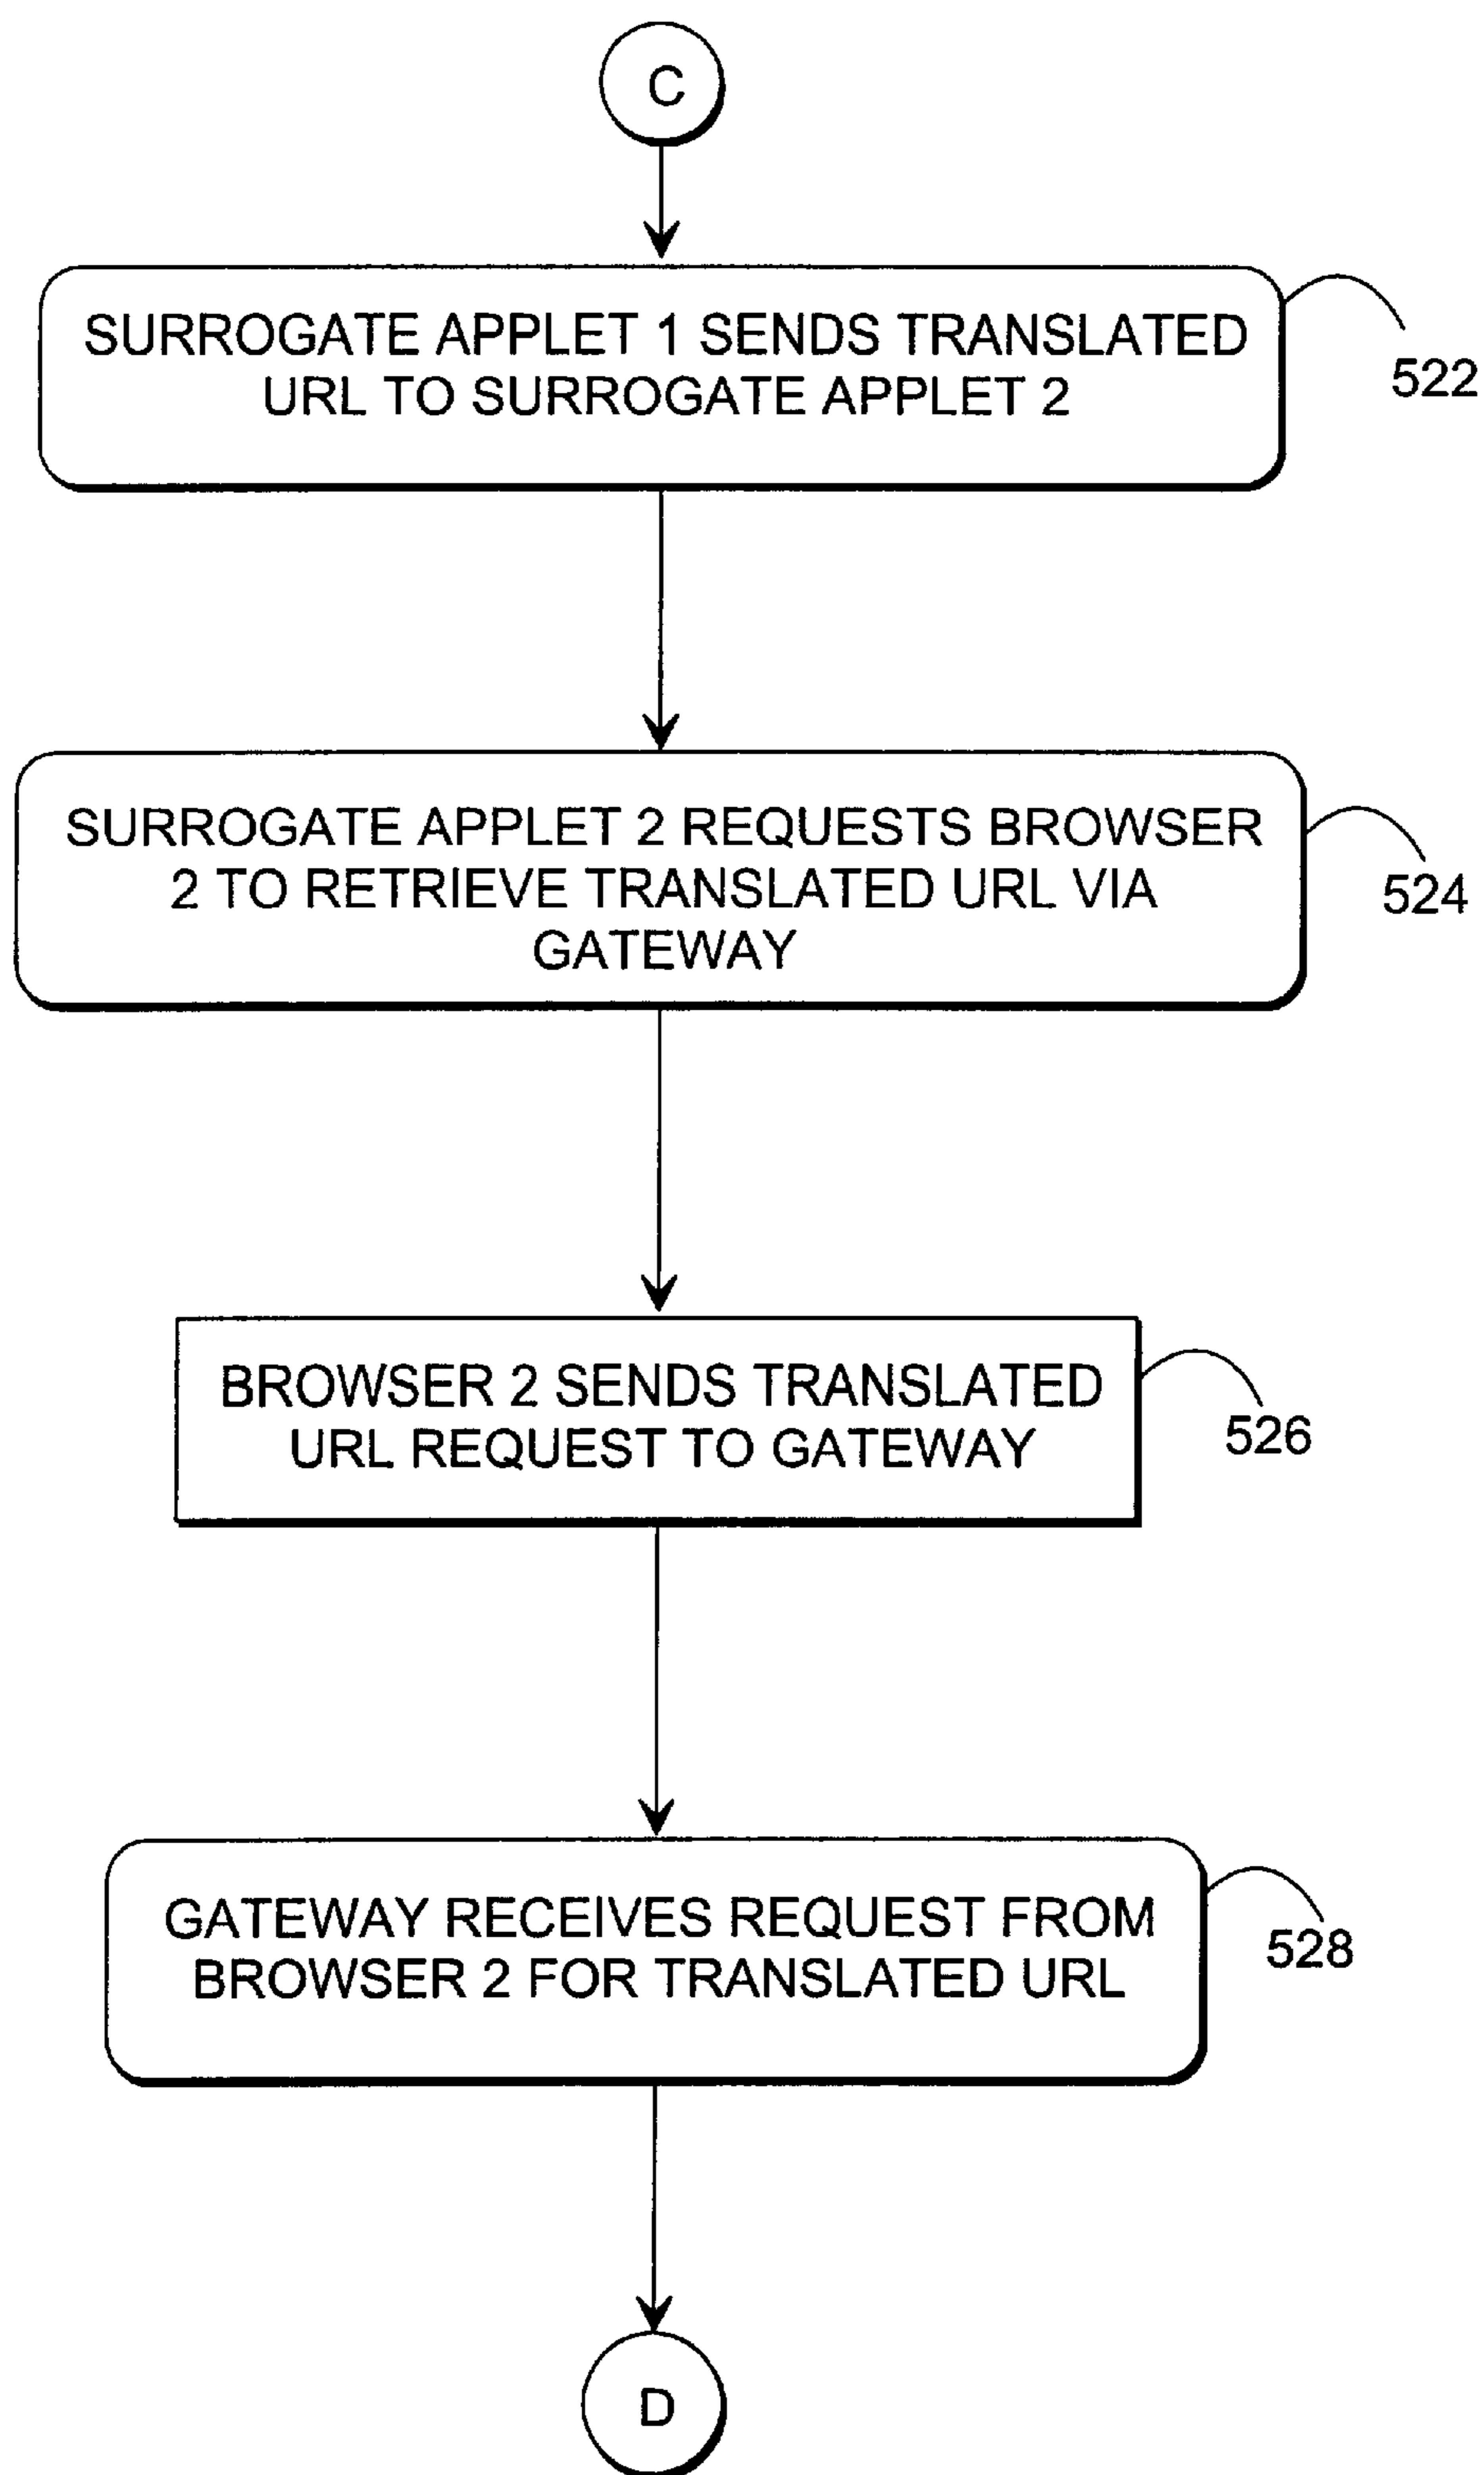 C
SURROGATE APPLET 1 SENDS TRANSLATED
URL TO SURROGATE APPLET 2
522
SURROGATE APPLET 2 REQUESTS BROWSER
2 TO RETRIEVE TRANSLATED URL VIA
GATEWAY
524
BROWSER 2 SENDS TRANSLATED
URL REQUEST TO GATEWAY
526
GATEWAY RECEIVES REQUEST FROM
BROWSER 2 FOR TRANSLATED URL
528
D